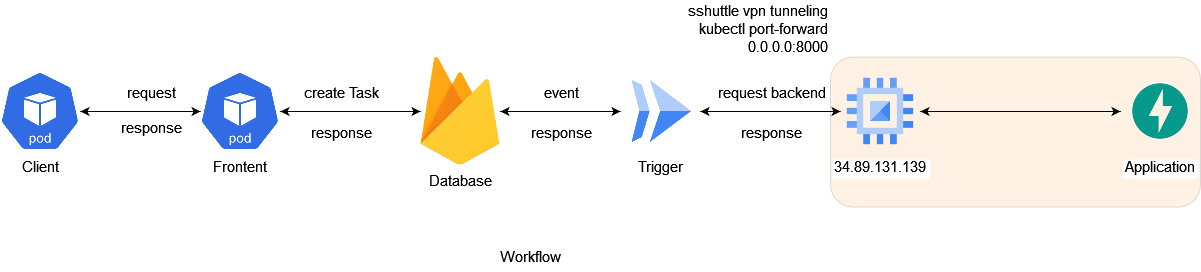 sshuttle vpn tunneling
kubectl port-forward
0.0.0.0:8000
request
create Task
event
request backend
response
response
response
response
pod
pod
Client
Frontent
Database
Trigger
34.89.131.139
Application
Workflow